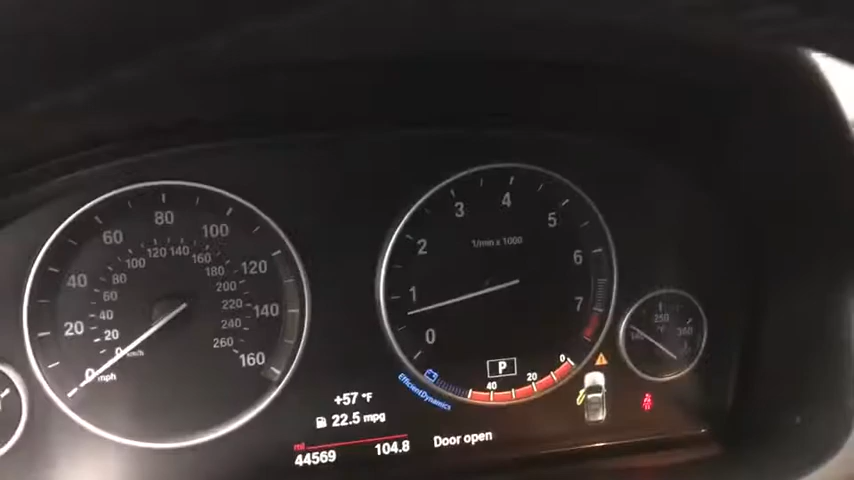 0 20 40 60 80 100 120 140 160
mph
0 20 40 60 80 100 120 140 160 180 200 220 240 260
km/h
0 1 2 3 4 5 6 7
1/min x 1000
P
40 20 0
EfficientDynamics
250
°F
+57 °F
22.5 mpg
mil
44569 104.8
Door open